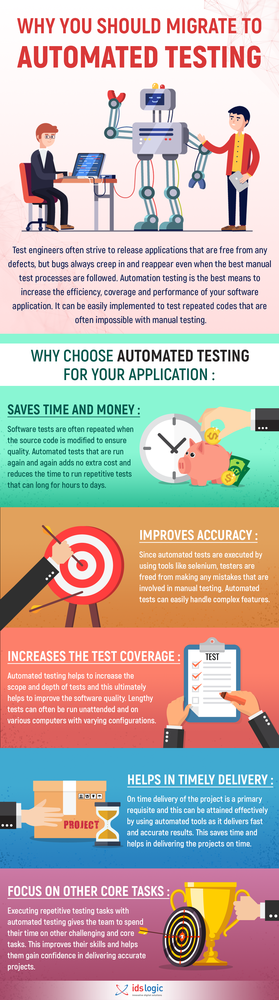 WHY YOU SHOULD MIGRATE TO
AUTOMATED TESTING
Test engineers often strive to release applications that are free from any
defects, but bugs always creep in and reappear even when the best manual
test processes are followed. Automation testing is the best means to
increase the efficiency, coverage and performance of your software
application. It can be easily implemented to test repeated codes that are
often impossible with manual testing.
WHY CHOOSE AUTOMATED TESTING
FOR YOUR APPLICATION :
SAVES TIME AND MONEY :
Software tests are often repeated when
the source code is modified to ensure
quality. Automated tests that are run
again and again adds no extra cost and
reduces the time to run repetitive tests
that can long for hours to days.
IMPROVES ACCURACY :
Since automated tests are executed by
using tools like selenium, testers are
freed from making any mistakes that are
involved in manual testing. Automated
tests can easily handle complex features.
INCREASES THE TEST COVERAGE :
Automated testing helps to increase the
scope and depth of tests and this ultimately
helps to improve the software quality. Lengthy
tests can often be run unattended and on
various computers with varying configurations.
TEST
HELPS IN TIMELY DELIVERY :
On time delivery of the project is a primary
requisite and this can be attained effectively
by using automated tools as it delivers fast
and accurate results. This saves time and
helps in delivering the projects on time.
PROJECT
FOCUS ON OTHER CORE TASKS :
Executing repetitive testing tasks with
automated testing gives the team to spend
their time on other challenging and core
tasks. This improves their skills and helps
them gain confidence in delivering accurate
projects.
idslogic
innovative digital solutions